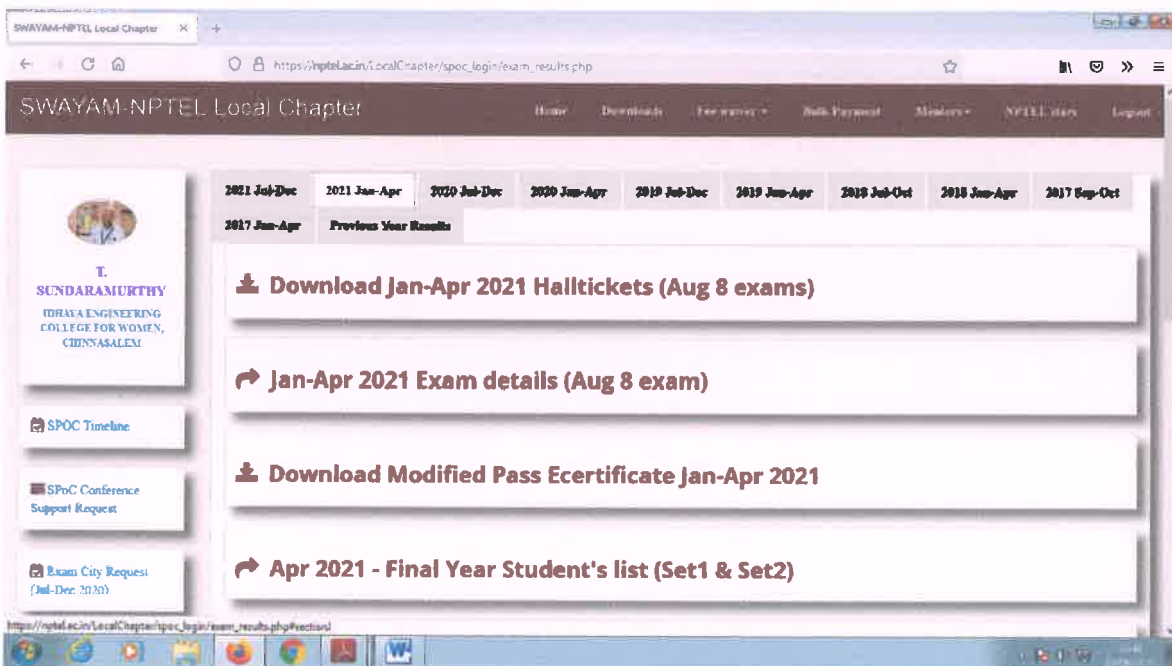 SWAYAM-NPTEL Local Chapter
https://nptel.ac.in/LocalChapter/spoc_login/exam_results.php
SWAYAM-NPTEL Local Chapter
Home Downloads Fee waiver Bulk Payment Mentors NPTEL stars Logout
2021 Jul-Dec 2021 Jan-Apr 2020 Jul-Dec 2020 Jan-Apr 2019 Jul-Dec 2019 Jan-Apr 2018 Jul-Oct 2018 Jan-Apr 2017 Sep-Oct
2017 Jan-Apr Previous Year Results
T.
SUNDARAMURTHY
IDHAYA ENGINEERING
COLLEGE FOR WOMEN,
CHINNASALEM
Download Jan-Apr 2021 Halltickets (Aug 8 exams)
Jan-Apr 2021 Exam details (Aug 8 exam)
SPOC Timeline
Download Modified Pass Ecertificate Jan-Apr 2021
SPoC Conference
Support Request
Apr 2021 - Final Year Student's list (Set1 & Set2)
Exam City Request
(Jul-Dec 2020)